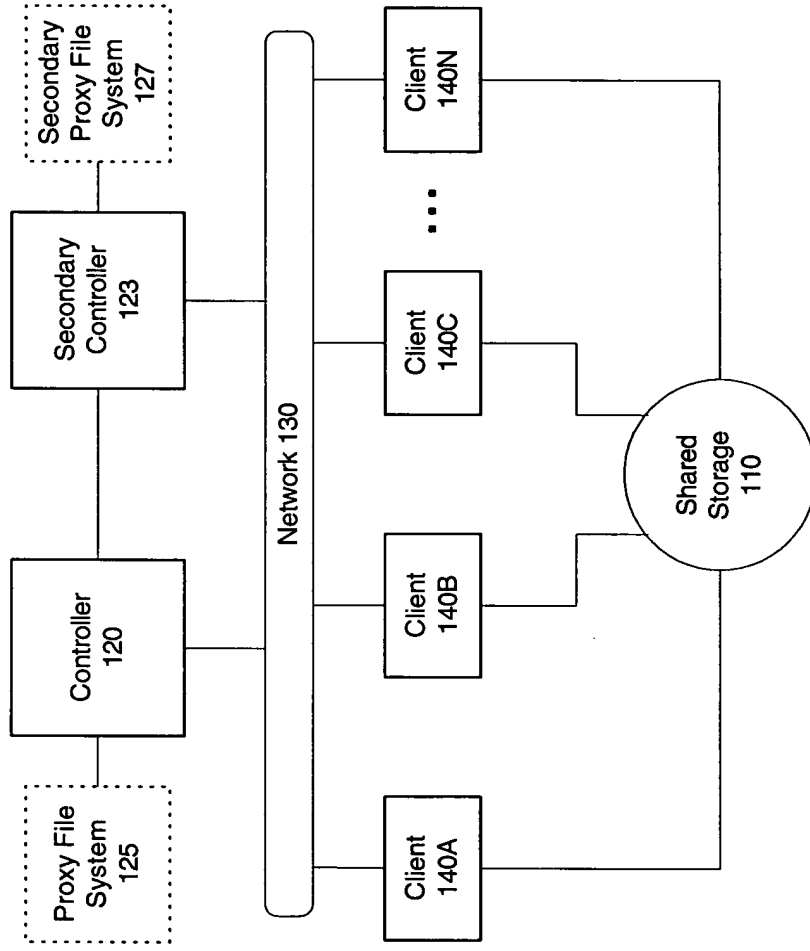 Proxy File
System
125
Controller
120
Secondary
Controller
123
Secondary
Proxy File
System
127
Network 130
Client
140A
Client
140B
Client
140C
...
Client
140N
Shared
Storage
110